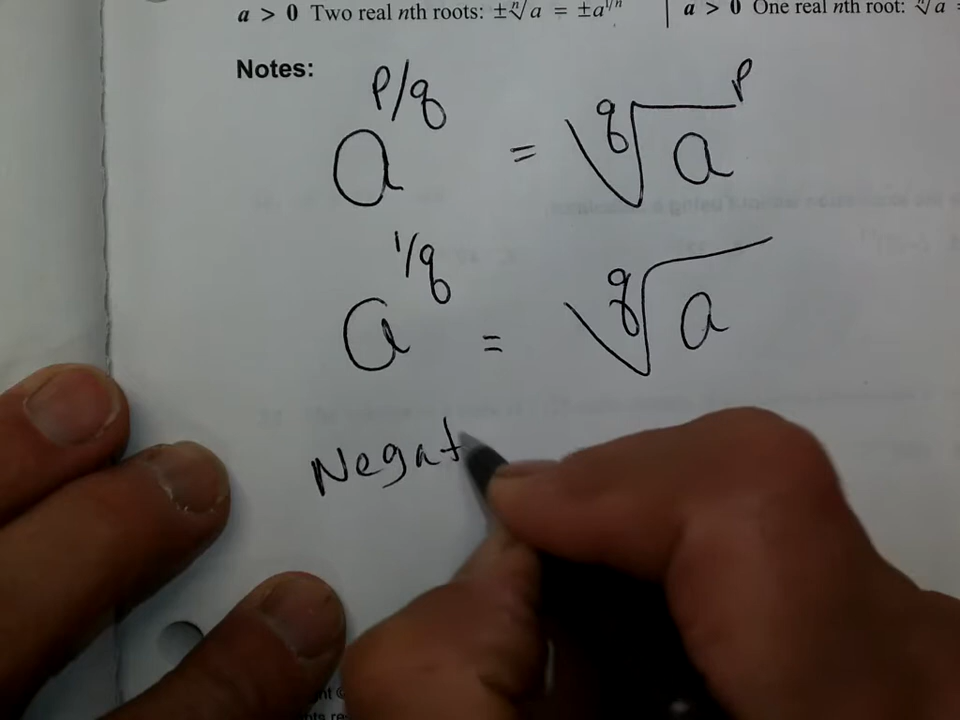 a > 0 Two real nth roots: ±ⁿ√a = ±a^1/n
a > 0 One real nth root: ⁿ√a =
Notes:
a^p/q = q√a^p
a^1/q = q√a
Negat